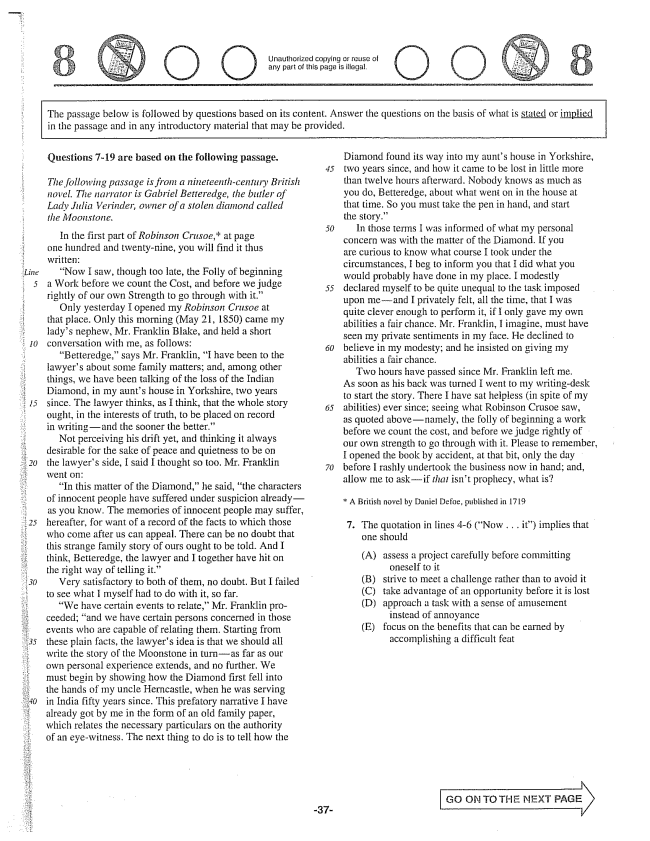 8
Unauthorized copying or reuse of
any part of this page is illegal.
8
The passage below is followed by questions based on its content. Answer the questions on the basis of what is stated or implied
in the passage and in any introductory material that may be provided.
Questions 7-19 are based on the following passage.
The following passage is from a nineteenth-century British
novel. The narrator is Gabriel Betteredge, the butler of
Lady Julia Verinder, owner of a stolen diamond called
the Moonstone.
In the first part of Robinson Crusoe,* at page
one hundred and twenty-nine, you will find it thus
written:
Line
"Now I saw, though too late, the Folly of beginning
5 a Work before we count the Cost, and before we judge
rightly of our own Strength to go through with it."
Only yesterday I opened my Robinson Crusoe at
that place. Only this morning (May 21, 1850) came my
lady's nephew, Mr. Franklin Blake, and held a short
10 conversation with me, as follows:
"Betteredge," says Mr. Franklin, "I have been to the
lawyer's about some family matters; and, among other
things, we have been talking of the loss of the Indian
Diamond, in my aunt's house in Yorkshire, two years
15 since. The lawyer thinks, as I think, that the whole story
ought, in the interests of truth, to be placed on record
in writing—and the sooner the better."
Not perceiving his drift yet, and thinking it always
desirable for the sake of peace and quietness to be on
20 the lawyer's side, I said I thought so too. Mr. Franklin
went on:
"In this matter of the Diamond," he said, "the characters
of innocent people have suffered under suspicion already—
as you know. The memories of innocent people may suffer,
25 hereafter, for want of a record of the facts to which those
who come after us can appeal. There can be no doubt that
this strange family story of ours ought to be told. And I
think, Betteredge, the lawyer and I together have hit on
the right way of telling it."
30 Very satisfactory to both of them, no doubt. But I failed
to see what I myself had to do with it, so far.
"We have certain events to relate," Mr. Franklin pro-
ceeded; "and we have certain persons concerned in those
events who are capable of relating them. Starting from
35 these plain facts, the lawyer's idea is that we should all
write the story of the Moonstone in turn—as far as our
own personal experience extends, and no further. We
must begin by showing how the Diamond first fell into
the hands of my uncle Herncastle, when he was serving
40 in India fifty years since. This prefatory narrative I have
already got by me in the form of an old family paper,
which relates the necessary particulars on the authority
of an eye-witness. The next thing to do is to tell how the
Diamond found its way into my aunt's house in Yorkshire,
45 two years since, and how it came to be lost in little more
than twelve hours afterward. Nobody knows as much as
you do, Betteredge, about what went on in the house at
that time. So you must take the pen in hand, and start
the story."
50 In those terms I was informed of what my personal
concern was with the matter of the Diamond. If you
are curious to know what course I took under the
circumstances, I beg to inform you that I did what you
would probably have done in my place. I modestly
55 declared myself to be quite unequal to the task imposed
upon me—and I privately felt, all the time, that I was
quite clever enough to perform it, if I only gave my own
abilities a fair chance. Mr. Franklin, I imagine, must have
seen my private sentiments in my face. He declined to
60 believe in my modesty; and he insisted on giving my
abilities a fair chance.
Two hours have passed since Mr. Franklin left me.
As soon as his back was turned I went to my writing-desk
to start the story. There I have sat helpless (in spite of my
65 abilities) ever since; seeing what Robinson Crusoe saw,
as quoted above—namely, the folly of beginning a work
before we count the cost, and before we judge rightly of
our own strength to go through with it. Please to remember,
I opened the book by accident, at that bit, only the day
70 before I rashly undertook the business now in hand; and,
allow me to ask—if that isn't prophecy, what is?
* A British novel by Daniel Defoe, published in 1719
7. The quotation in lines 4-6 ("Now . . . it") implies that
one should
(A) assess a project carefully before committing
oneself to it
(B) strive to meet a challenge rather than to avoid it
(C) take advantage of an opportunity before it is lost
(D) approach a task with a sense of amusement
instead of annoyance
(E) focus on the benefits that can be earned by
accomplishing a difficult feat
GO ON TO THE NEXT PAGE
-37-